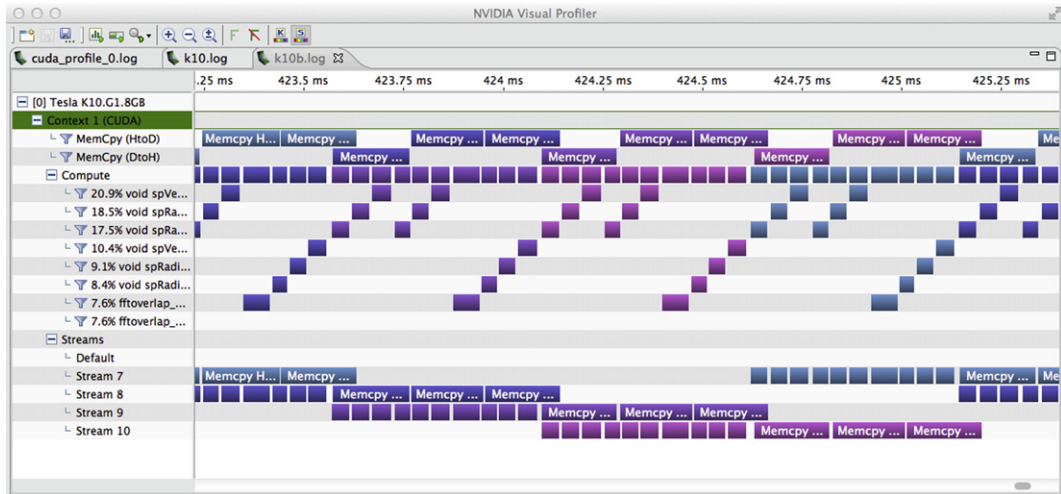 NVIDIA Visual Profiler
cuda_profile_0.log k10.log k10b.log
.25 ms 423.5 ms 423.75 ms 424 ms 424.25 ms 424.5 ms 424.75 ms 425 ms 425.25 ms
[0] Tesla K10.G1.8GB
Context 1 (CUDA)
MemCpy (HtoD) Memcpy H... Memcpy ... Memcpy ... Memcpy ... Memcpy ... Memcpy ... Memcpy ... Memcpy ... Me
MemCpy (DtoH) Memcpy ... Memcpy ... Memcpy ... Memcpy ...
Compute
20.9% void spVe...
18.5% void spRa...
17.5% void spRa...
10.4% void spVe...
9.1% void spRadi...
8.4% void spRadi...
7.6% fftoverlap_...
7.6% fftoverlap_...
Streams
Default
Stream 7 Memcpy H... Memcpy ... Memcpy ... Me
Stream 8 Memcpy ... Memcpy ... Memcpy ...
Stream 9 Memcpy ... Memcpy ... Memcpy ...
Stream 10 Memcpy ... Memcpy ... Memcpy ...